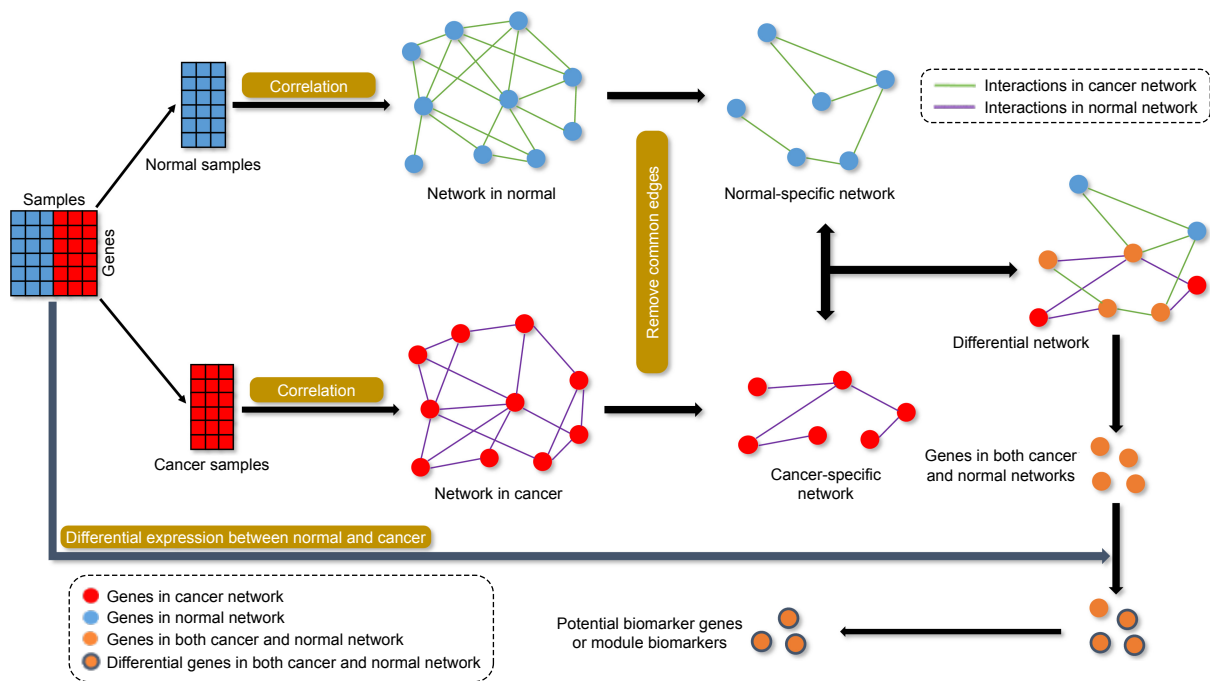 Correlation
Normal samples
Network in normal
Normal-specific network
Interactions in cancer network
Interactions in normal network
Samples
Genes
Remove common edges
Differential network
Correlation
Cancer samples
Network in cancer
Cancer-specific
network
Genes in both cancer
and normal networks
Differential expression between normal and cancer
Genes in cancer network
Genes in normal network
Genes in both cancer and normal network
Differential genes in both cancer and normal network
Potential biomarker genes
or module biomarkers